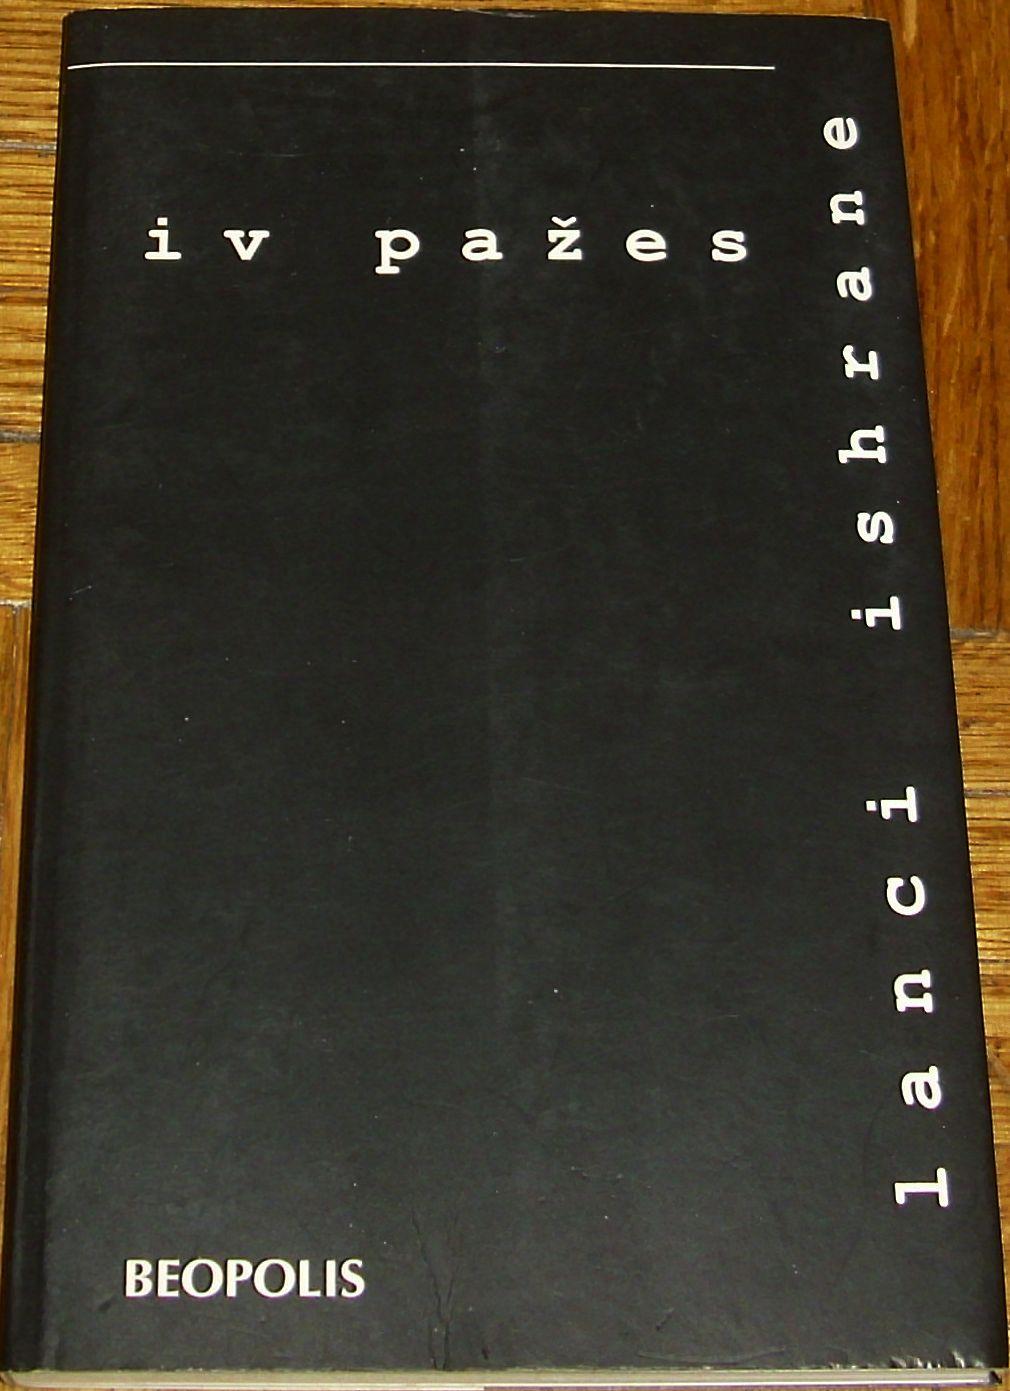 iv pažes
lanci ishrane
BEOPOLIS